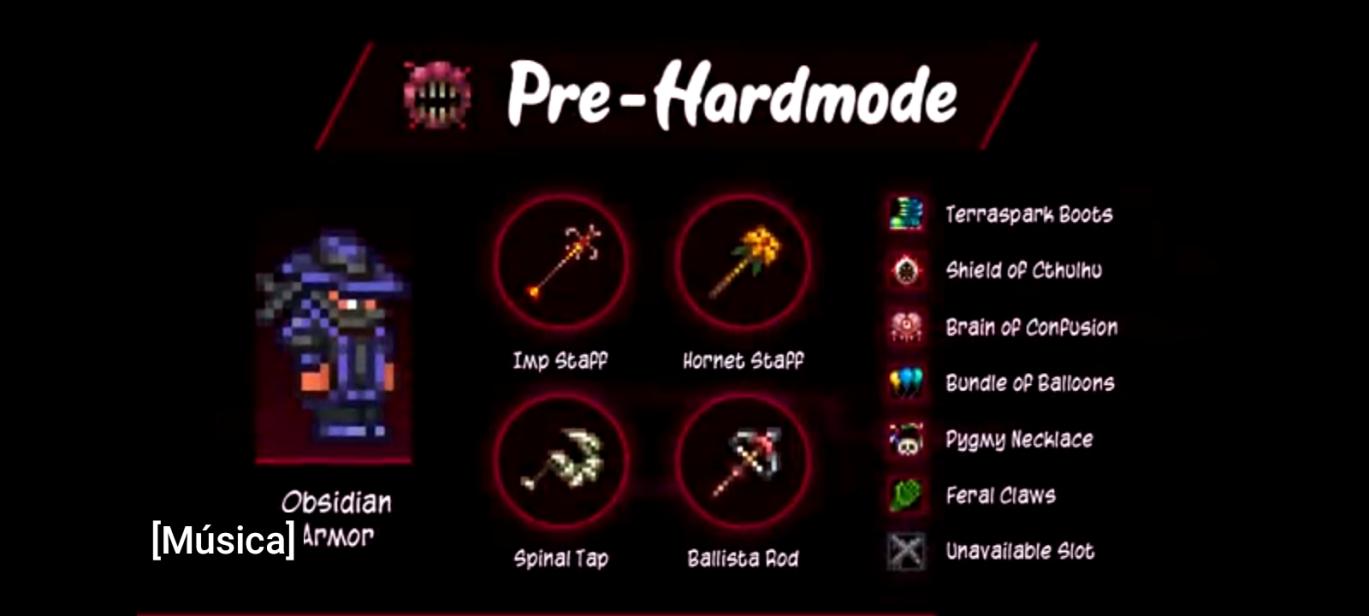 Pre-Hardmode
Imp Staff
Hornet Staff
Spinal Tap
Ballista Rod
Obsidian
Armor
[Música]
Terraspark Boots
Shield of Cthulhu
Brain of Confusion
Bundle of Balloons
Pygmy Necklace
Feral Claws
Unavailable Slot